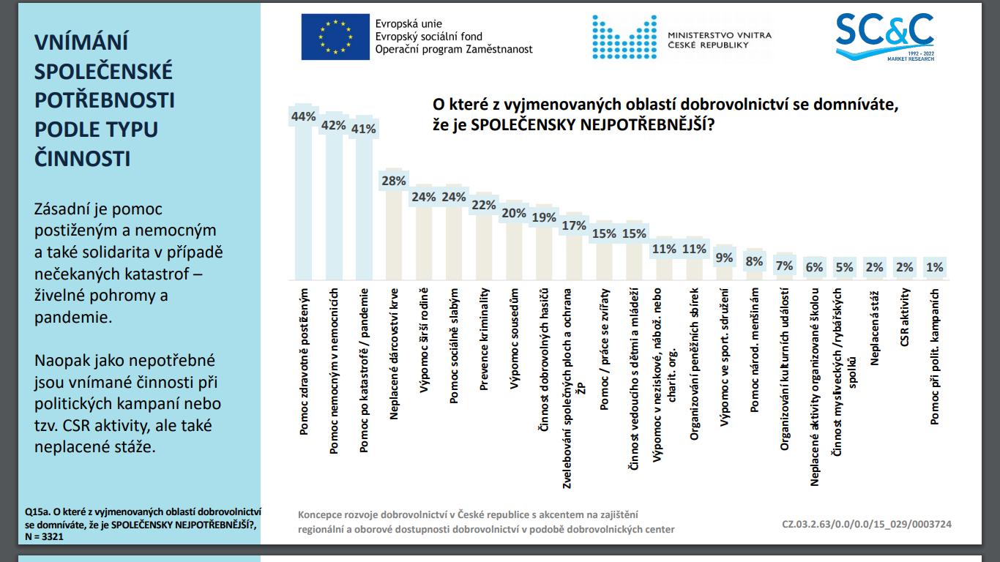 VNÍMÁNÍ
SPOLEČENSKÉ
POTŘEBNOSTI
PODLE TYPU
ČINNOSTI
Zásadní je pomoc
postiženým a nemocným
a také solidarita v případě
nečekaných katastrof –
živelné pohromy a
pandemie.
Naopak jako nepotřebné
jsou vnímané činnosti při
politických kampaní nebo
tzv. CSR aktivity, ale také
neplacené stáže.
Q15a. O které z vyjmenovaných oblastí dobrovolnictví
se domníváte, že je SPOLEČENSKY NEJPOTŘEBNĚJŠÍ?,
N = 3321
Evropská unie
Evropský sociální fond
Operační program Zaměstnanost
MINISTERSTVO VNITRA
ČESKÉ REPUBLIKY
SC&C
1992 - 2022
MARKET RESEARCH
O které z vyjmenovaných oblastí dobrovolnictví se domníváte,
že je SPOLEČENSKY NEJPOTŘEBNĚJŠÍ?
44%
42%
41%
28%
24%
24%
22%
20%
19%
17%
15%
15%
11%
11%
9%
8%
7%
6%
5%
2%
2%
1%
Pomoc zdravotně postiženým
Pomoc nemocným v nemocnicích
Pomoc po katastrofě / pandemie
Neplacené dárcovství krve
Výpomoc širší rodině
Pomoc sociálně slabým
Prevence kriminality
Výpomoc sousedům
Činnost dobrovolných hasičů
Zvelebování společných ploch a ochrana
ŽP
Pomoc / práce se zvířaty
Činnost vedoucího s dětmi a mládeží
Výpomoc v neziskové, nábož. nebo
charit. org.
Organizování peněžních sbírek
Výpomoc ve sport. sdružení
Pomoc národ. menšinám
Organizování kulturních událostí
Neplacené aktivity organizované školou
Činnost mysliveckých / rybářských
spolků
Neplacená stáž
CSR aktivity
Pomoc při polit. kampaních
Koncepce rozvoje dobrovolnictví v České republice s akcentem na zajištění
regionální a oborové dostupnosti dobrovolnictví v podobě dobrovolnických center
CZ.03.2.63/0.0/0.0/15_029/0003724